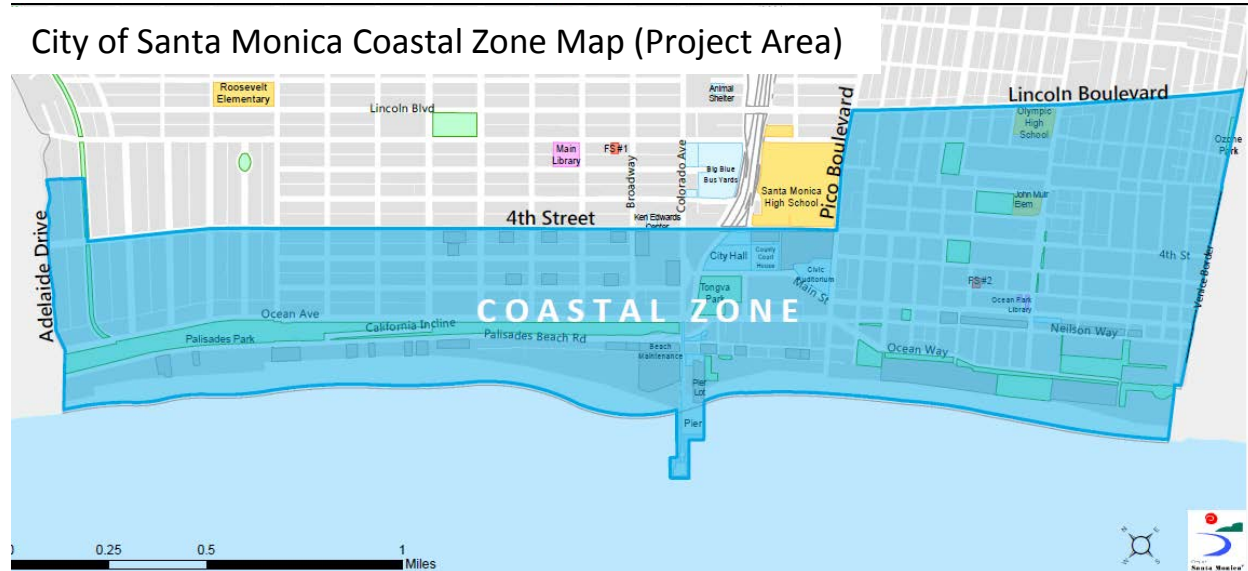 City of Santa Monica Coastal Zone Map (Project Area)
Roosevelt
Elementary
Lincoln Blvd
Animal
Shelter
Lincoln Boulevard
Olympic
High
School
Ozone
Park
Main
Library
FS#1
Broadway
Colorado Ave
Big Blue
Bus Yards
Santa Monica
High School
Pico Boulevard
John Muir
Elem
Adelaide Drive
4th Street
Ken Edwards
Center
City Hall
County
Court
House
Civic
Auditorium
Main St
4th St
Venice Border
Tongva
Park
FS#2
Ocean Park
Library
COASTAL ZONE
Ocean Ave
California Incline
Palisades Park
Palisades Beach Rd
Beach
Maintenance
Neilson Way
Ocean Way
Pier
Lot
Pier
0 0.25 0.5 1
Miles
N
E
W
S
City of
Santa Monica